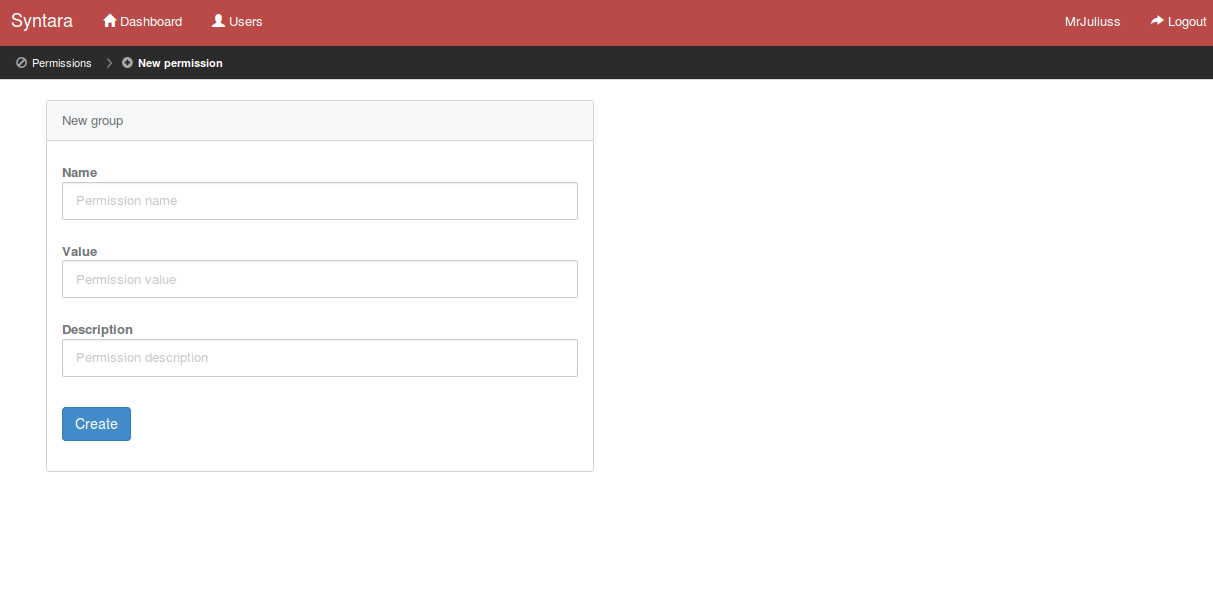 Syntara Dashboard Users MrJuliuss Logout
Permissions New permission
New group
Name
Permission name
Value
Permission value
Description
Permission description
Create